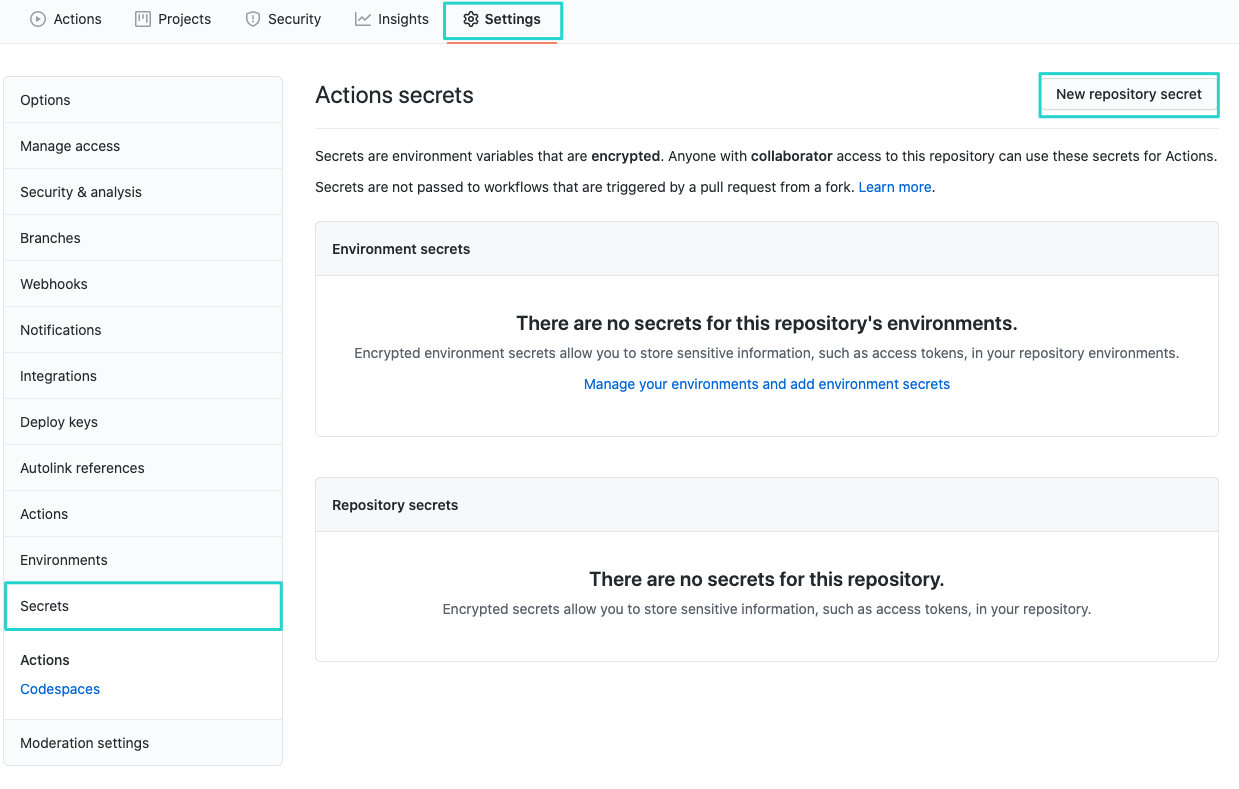 Actions
Projects
Security
Insights
Settings
Options
Manage access
Security & analysis
Branches
Webhooks
Notifications
Integrations
Deploy keys
Autolink references
Actions
Environments
Secrets
Actions
Codespaces
Moderation settings
Actions secrets
New repository secret
Secrets are environment variables that are encrypted. Anyone with collaborator access to this repository can use these secrets for Actions.
Secrets are not passed to workflows that are triggered by a pull request from a fork. Learn more.
Environment secrets
There are no secrets for this repository's environments.
Encrypted environment secrets allow you to store sensitive information, such as access tokens, in your repository environments.
Manage your environments and add environment secrets
Repository secrets
There are no secrets for this repository.
Encrypted secrets allow you to store sensitive information, such as access tokens, in your repository.